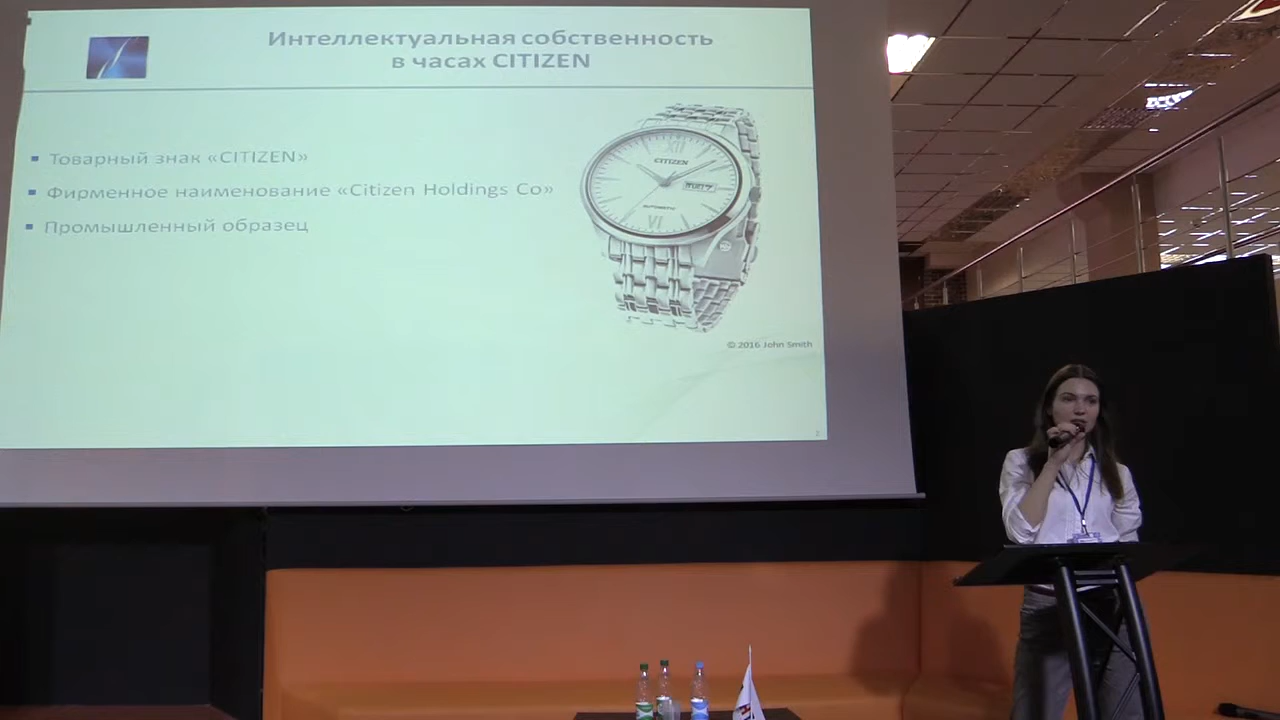 Интеллектуальная собственность
в часах CITIZEN
▪ Товарный знак «CITIZEN»
▪ Фирменное наименование «Citizen Holdings Co»
▪ Промышленный образец
CITIZEN
AUTOMATIC
© 2016 John Smith
2